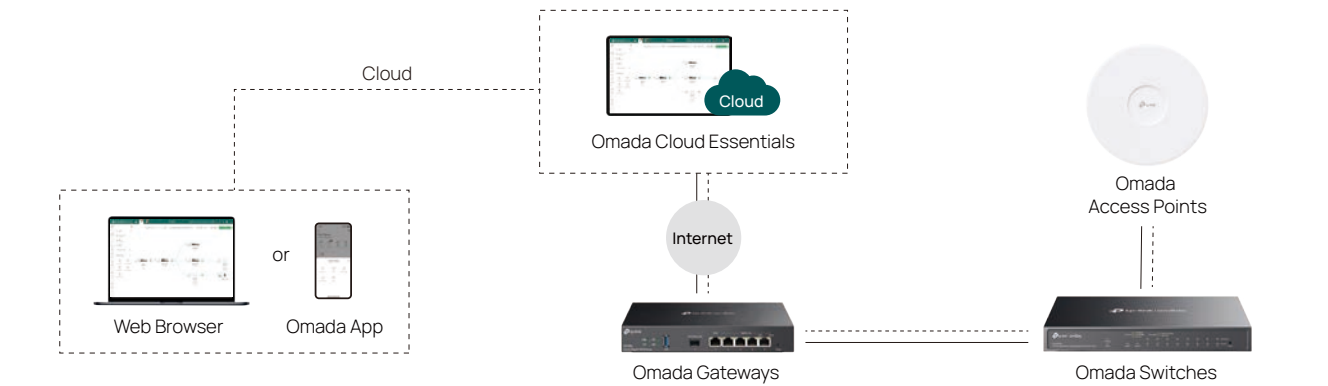 Cloud
Cloud
Omada Cloud Essentials
Omada
Access Points
Internet
or
Web Browser
Omada App
Omada Gateways
Omada Switches